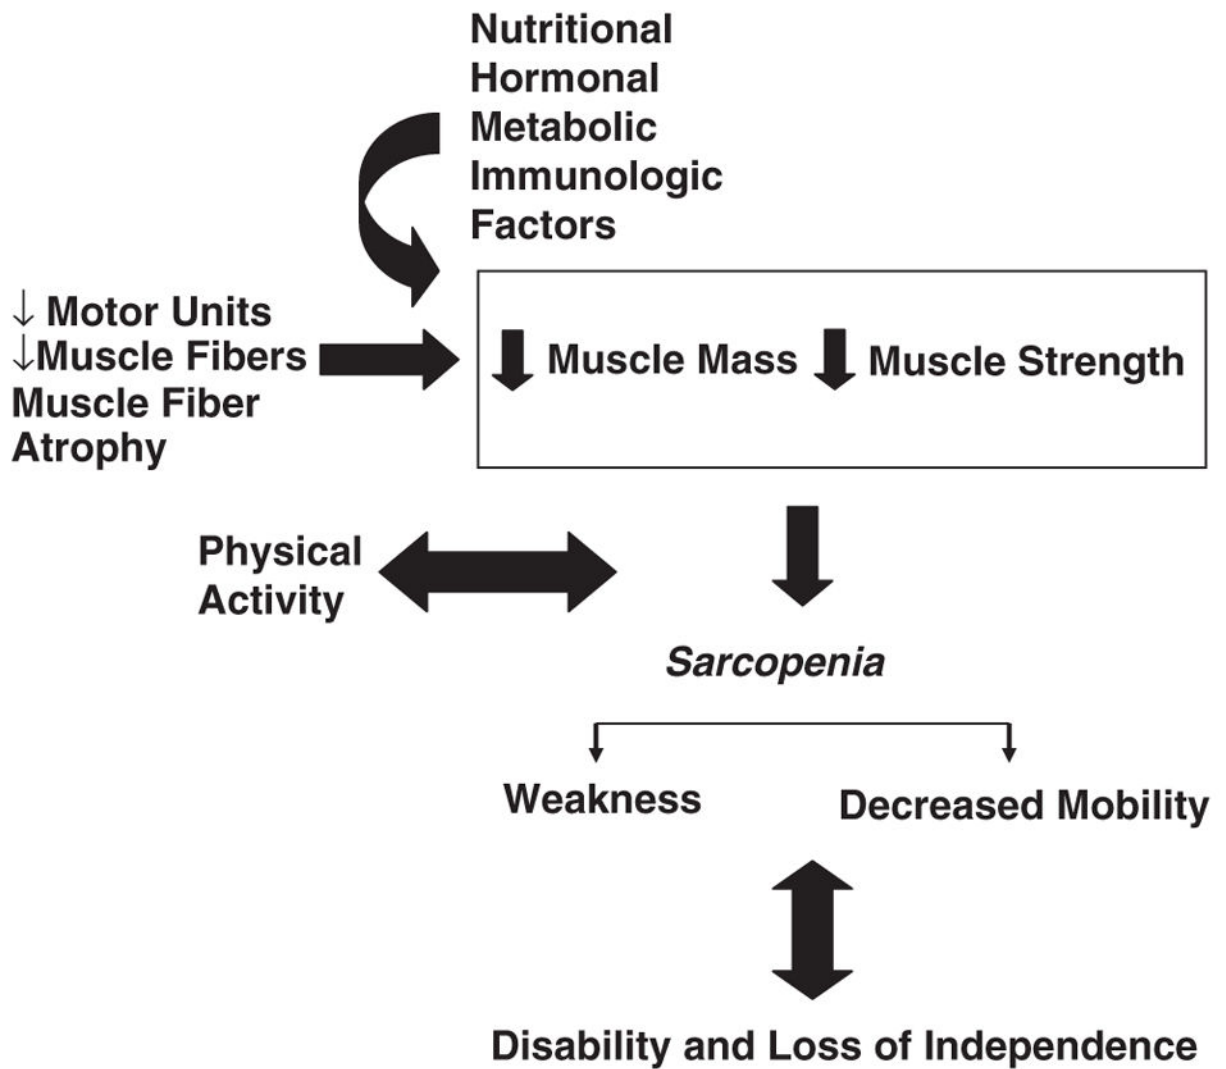 Nutritional
Hormonal
Metabolic
Immunologic
Factors
↓ Motor Units
↓Muscle Fibers
Muscle Fiber
Atrophy
Muscle Mass
Muscle Strength
Physical
Activity
Sarcopenia
Weakness
Decreased Mobility
Disability and Loss of Independence